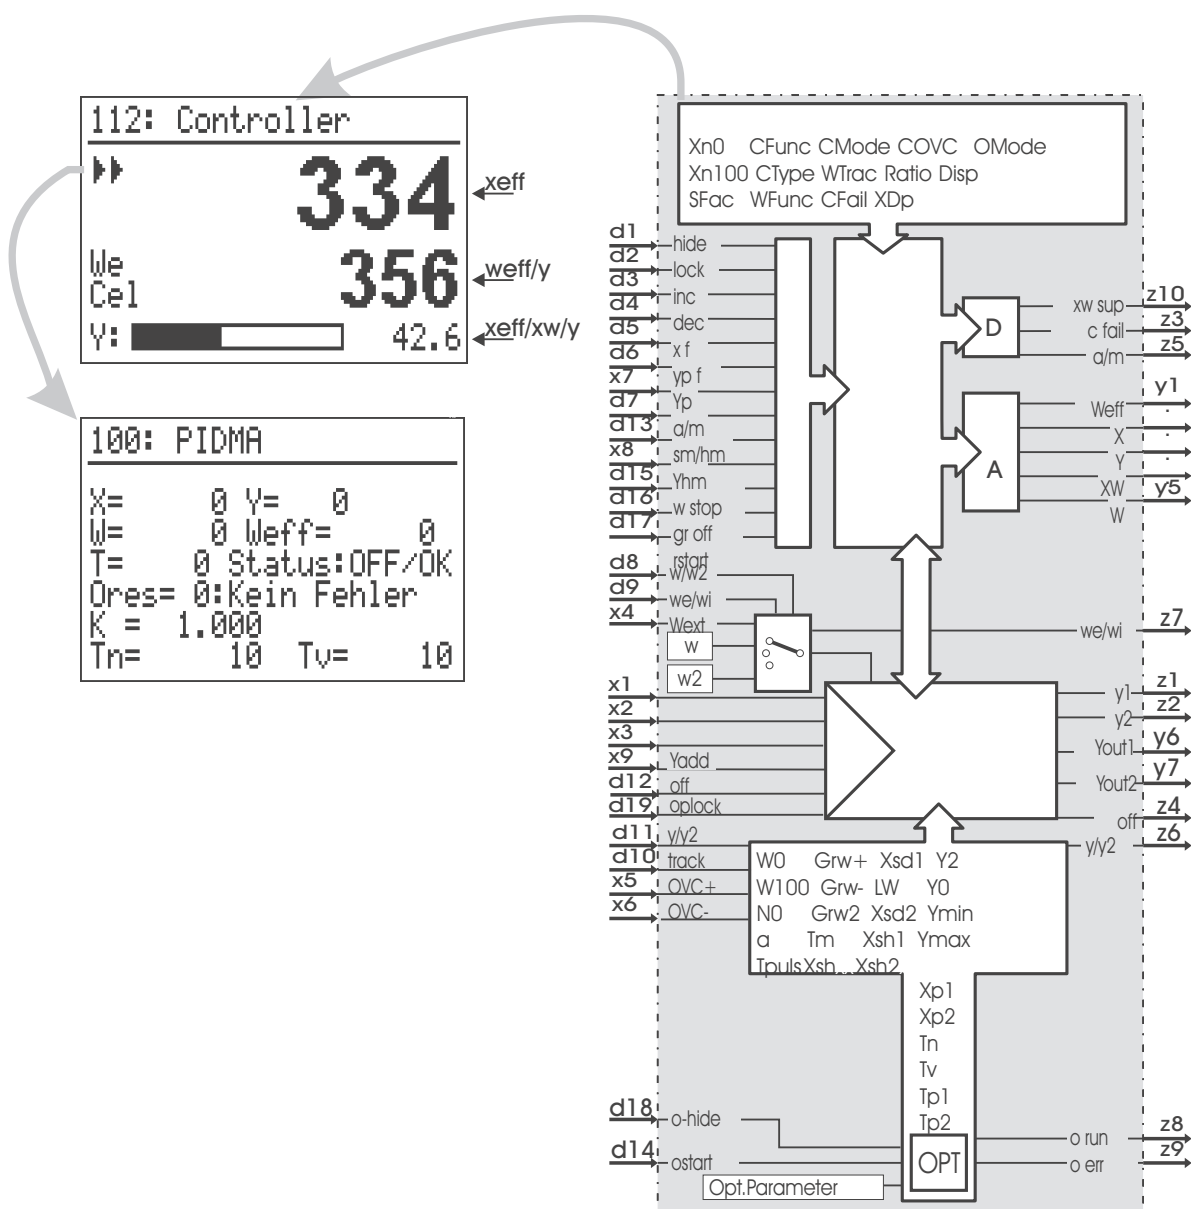 112: Controller
334
xeff
We
Cel
356
weff/y
Y:
42.6
xeff/xw/y
100: PIDMA
X= 0 Y= 0
W= 0 Weff= 0
T= 0 Status:OFF/OK
Ores= 0:Kein Fehler
K = 1.000
Tn= 10 Tv= 10
Xn0 CFunc CMode COVC OMode
Xn100 CType WTrac Ratio Disp
SFac WFunc CFail XDp
d1
hide
d2
lock
d3
inc
d4
dec
d5
x f
d6
yp f
x7
Yp
d7
a/m
d13
sm/hm
x8
Yhm
d15
w stop
d16
gr off
d17
rstart
d8
w/w2
d9
we/wi
x4
Wext
w
w2
D
xw sup
z10
c fail
z3
a/m
z5
A
Weff
y1
X
Y
XW
y5
W
we/wi
z7
x1
x2
x3
x9
Yadd
d12
off
d19
oplock
d11
y/y2
d10
track
x5
OVC+
x6
OVC-
y1
z1
y2
z2
Yout1
y6
Yout2
y7
off
z4
y/y2
z6
W0 Grw+ Xsd1 Y2
W100 Grw- LW Y0
N0 Grw2 Xsd2 Ymin
a Tm Xsh1 Ymax
Tpuls Xsh Xsh2
Xp1
Xp2
Tn
Tv
Tp1
Tp2
OPT
d18
o-hide
d14
ostart
Opt.Parameter
o run
z8
o err
z9